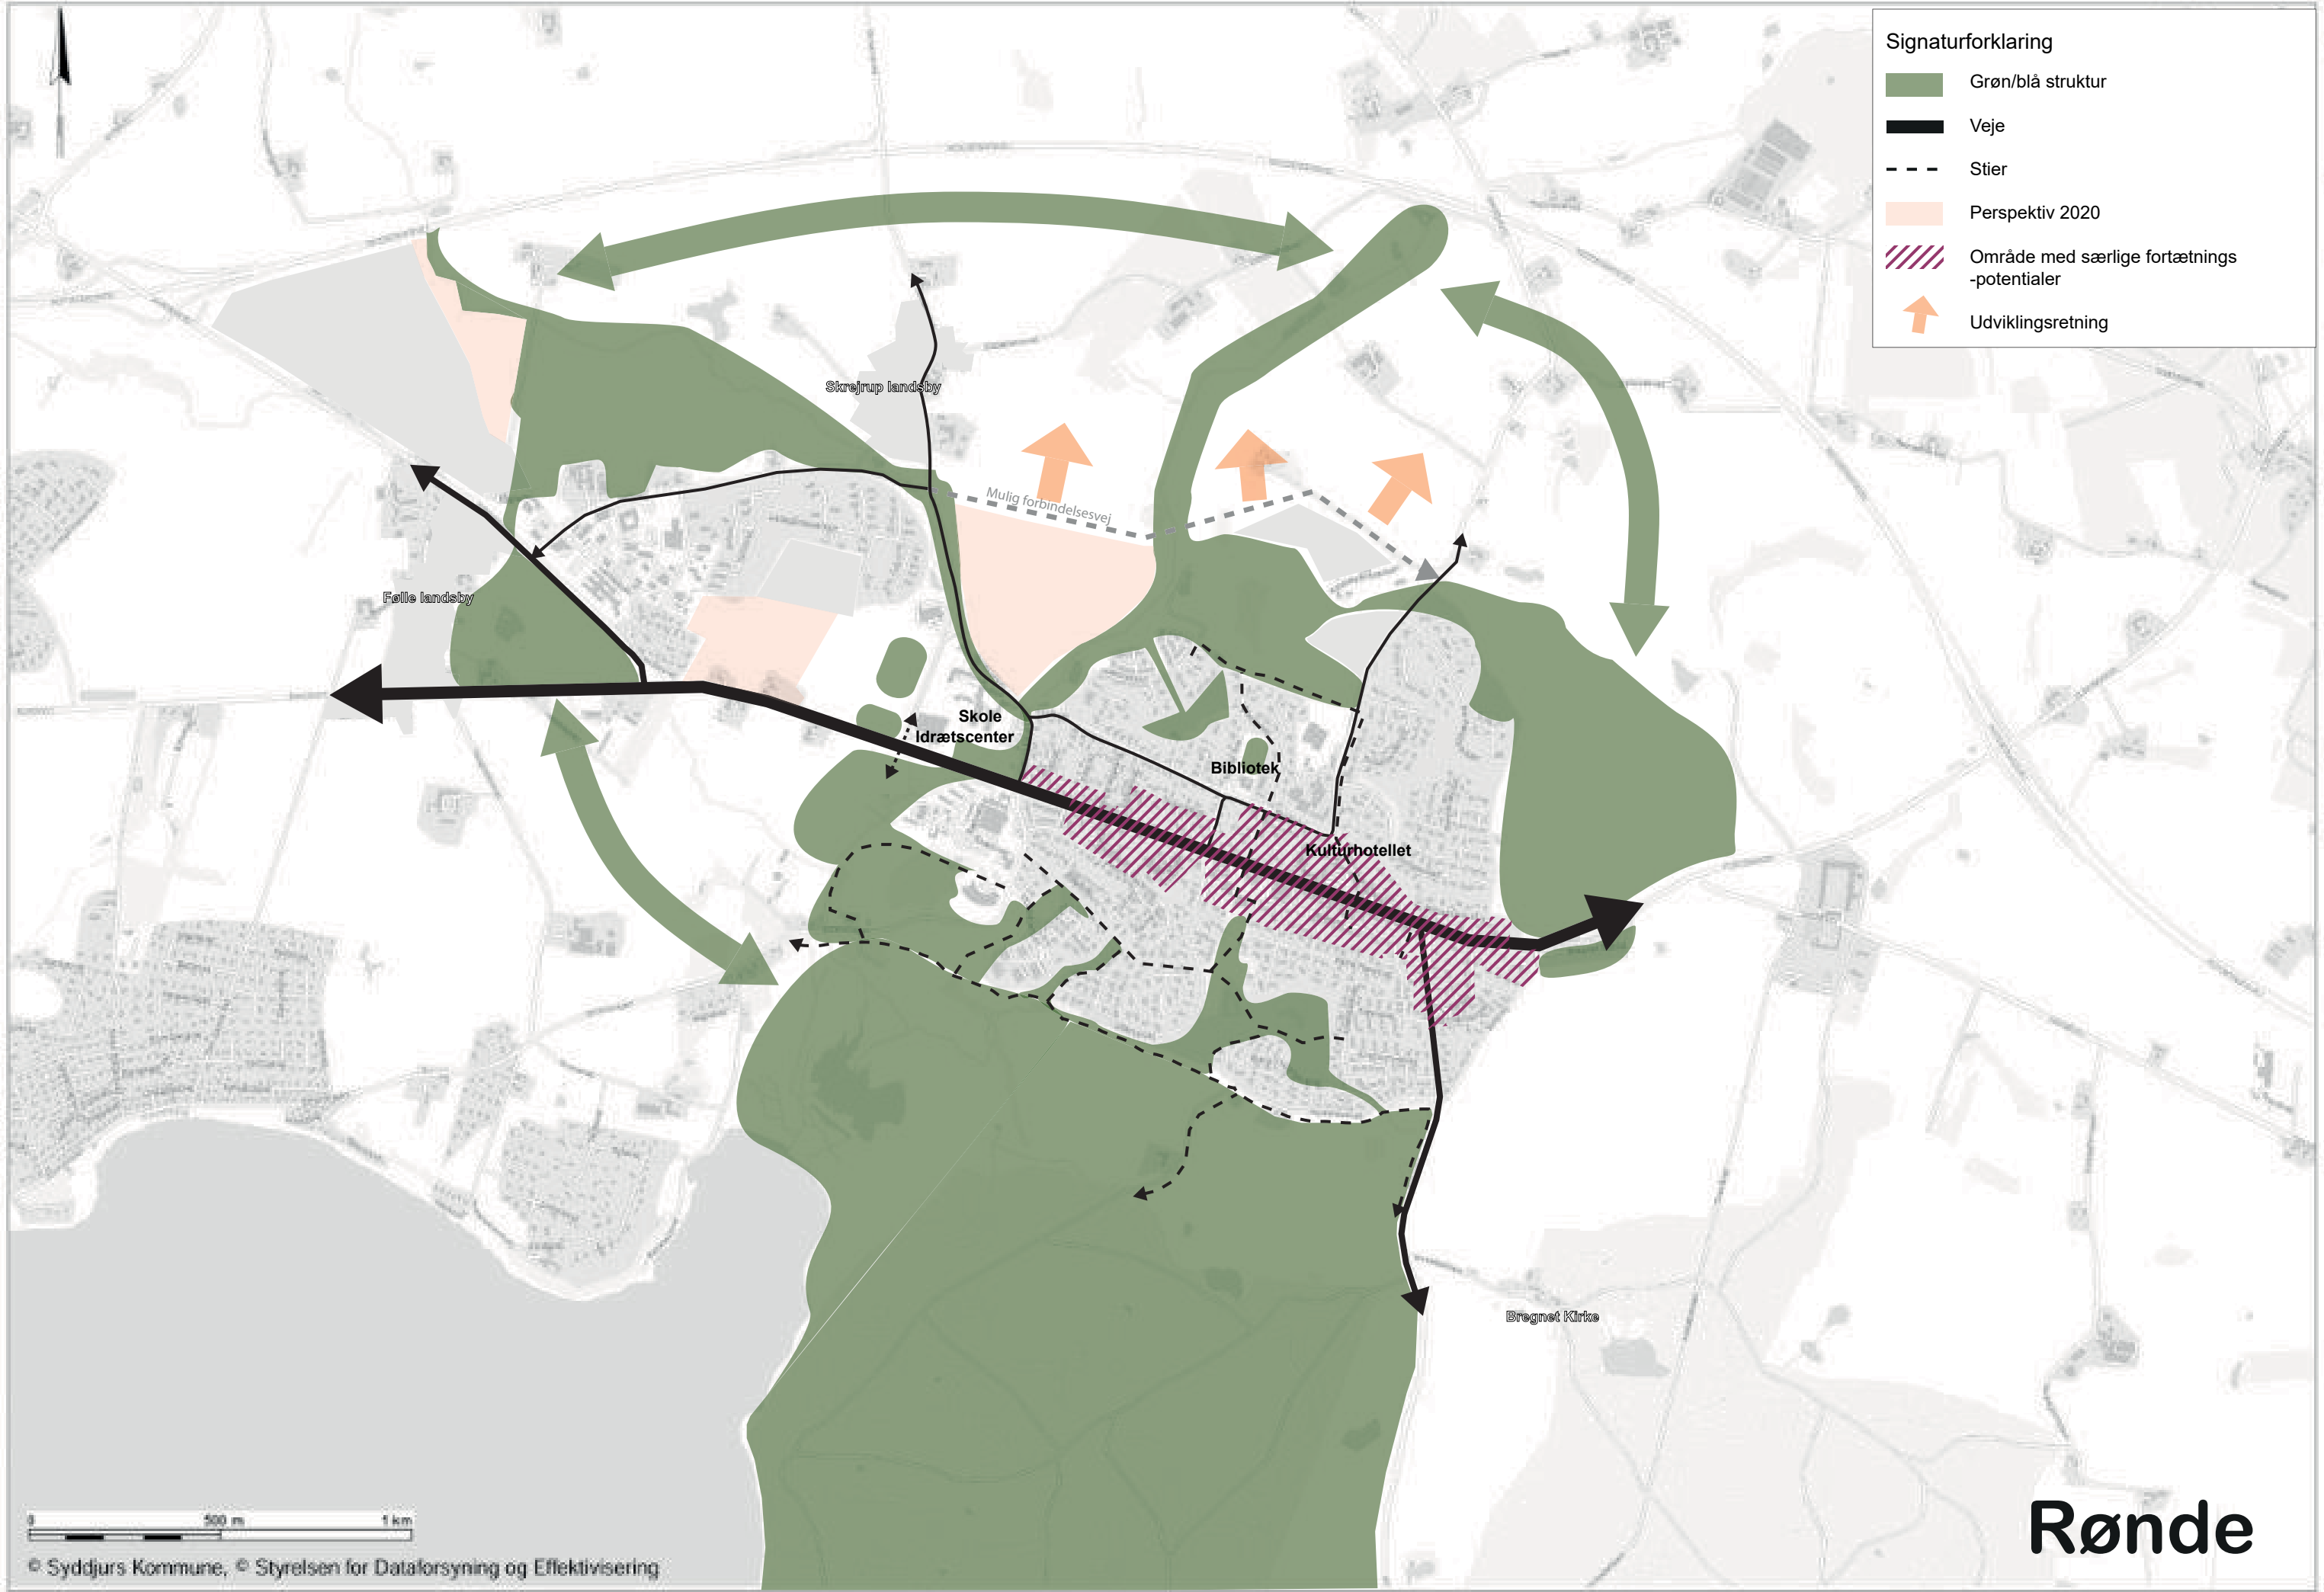 Signaturforklaring
Grøn/blå struktur
Veje
Stier
Perspektiv 2020
Område med særlige fortætnings
-potentialer
Udviklingsretning
Skrejrup landsby
Mulig forbindelsesvej
Følle landsby
Skole
Idrætscenter
Bibliotek
Kulturhotellet
Bregnet Kirke
0 500 m 1 km
© Syddjurs Kommune, © Styrelsen for Dataforsyning og Effektivisering
Rønde